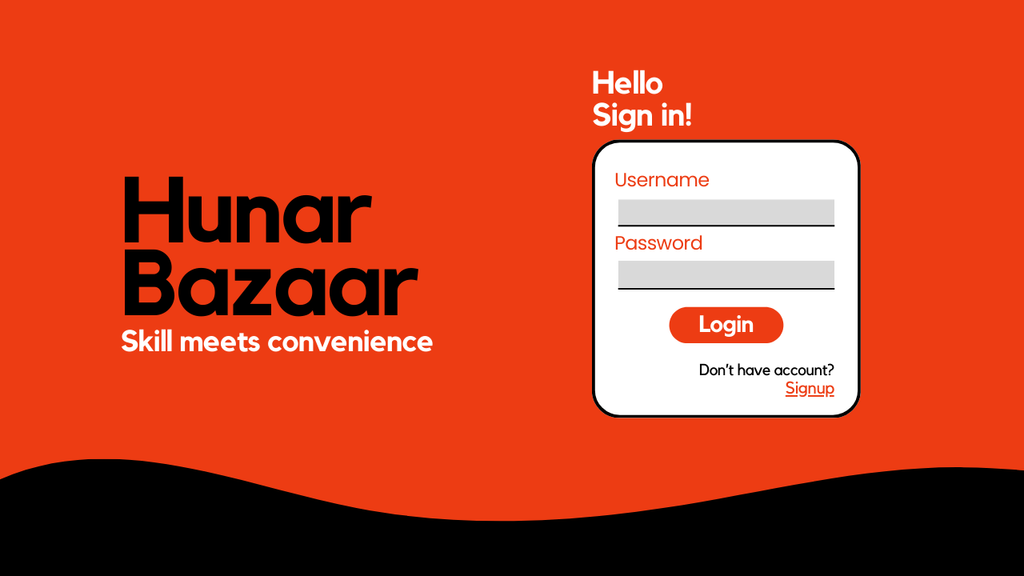 Hunar
Bazaar
Skill meets convenience
Hello
Sign in!
Username
Password
Login
Don't have account?
Signup